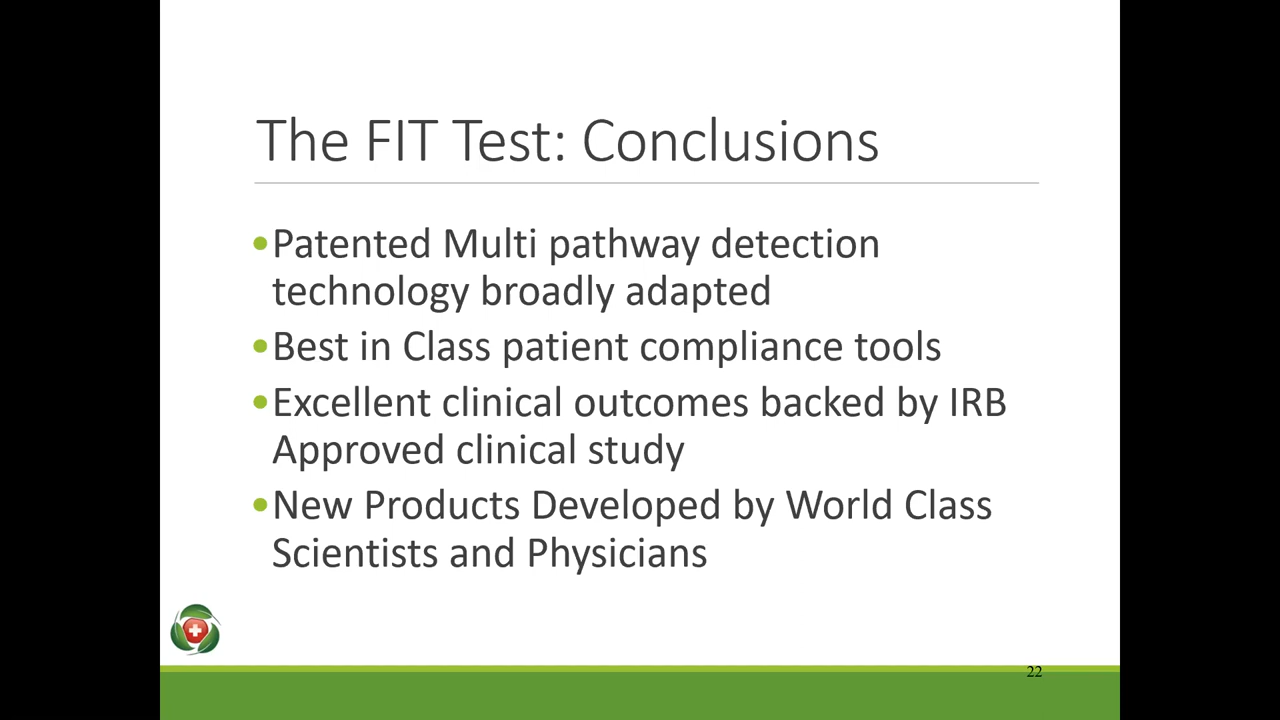 The FIT Test: Conclusions
•Patented Multi pathway detection
technology broadly adapted
•Best in Class patient compliance tools
•Excellent clinical outcomes backed by IRB
Approved clinical study
•New Products Developed by World Class
Scientists and Physicians
22